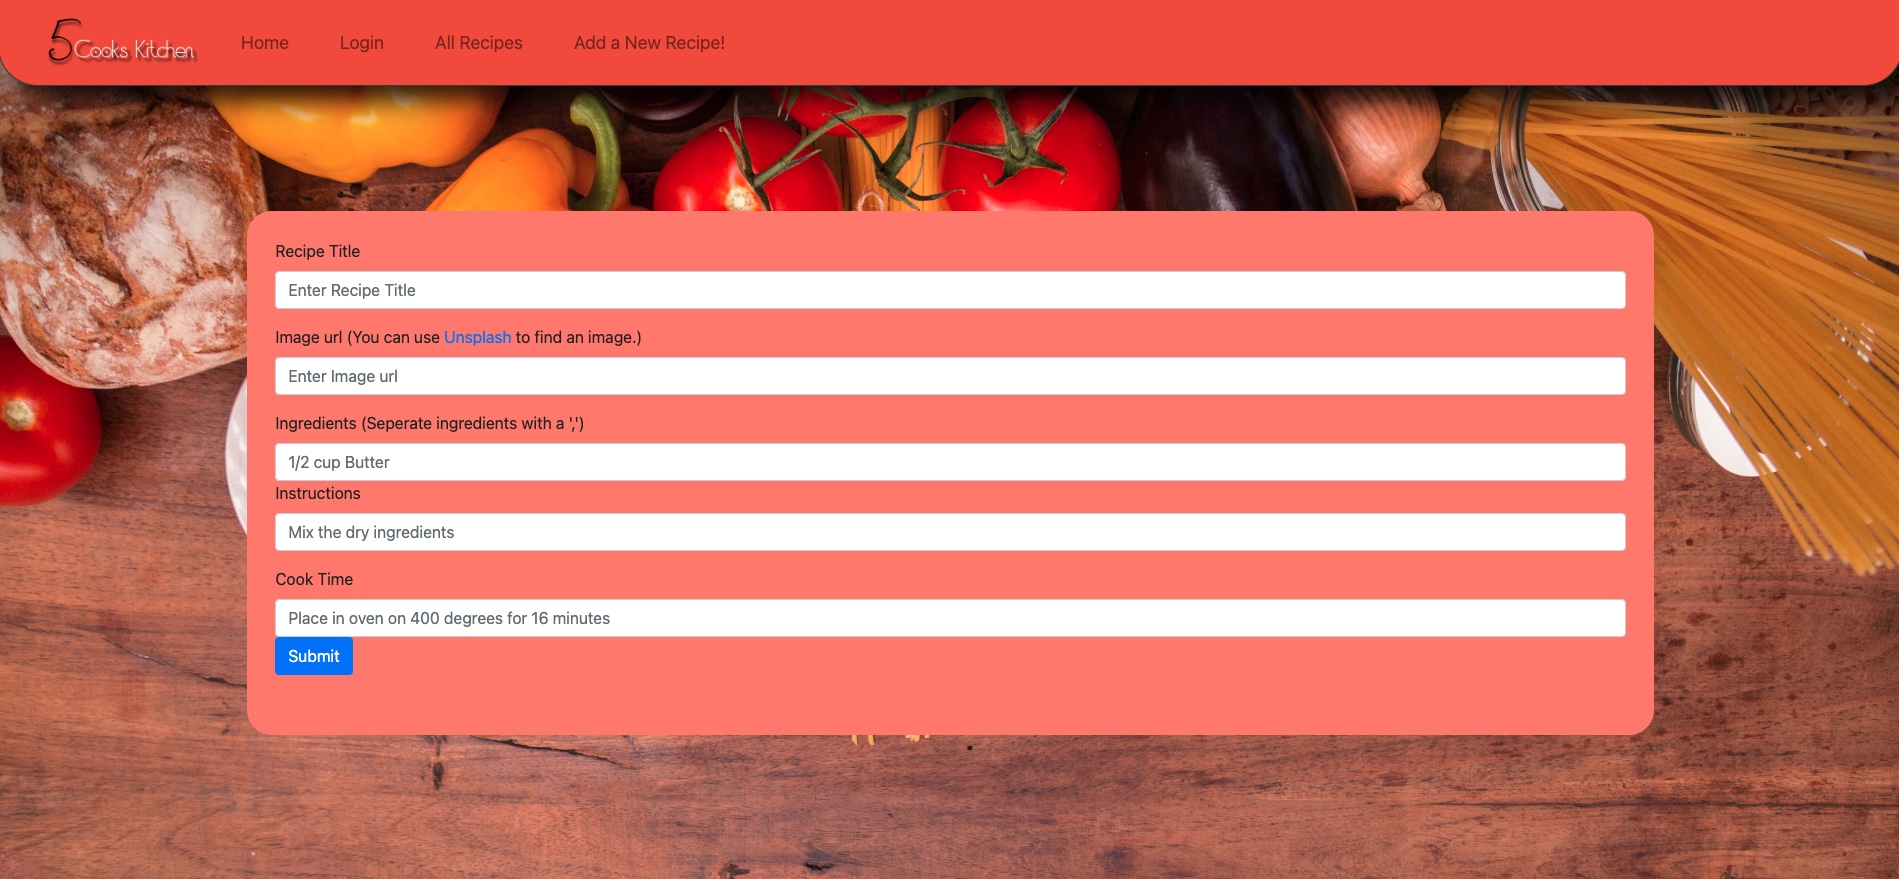 5 Cooks Kitchen
Home Login All Recipes Add a New Recipe!
Recipe Title
Enter Recipe Title
Image url (You can use Unsplash to find an image.)
Enter Image url
Ingredients (Seperate ingredients with a ',')
1/2 cup Butter
Instructions
Mix the dry ingredients
Cook Time
Place in oven on 400 degrees for 16 minutes
Submit